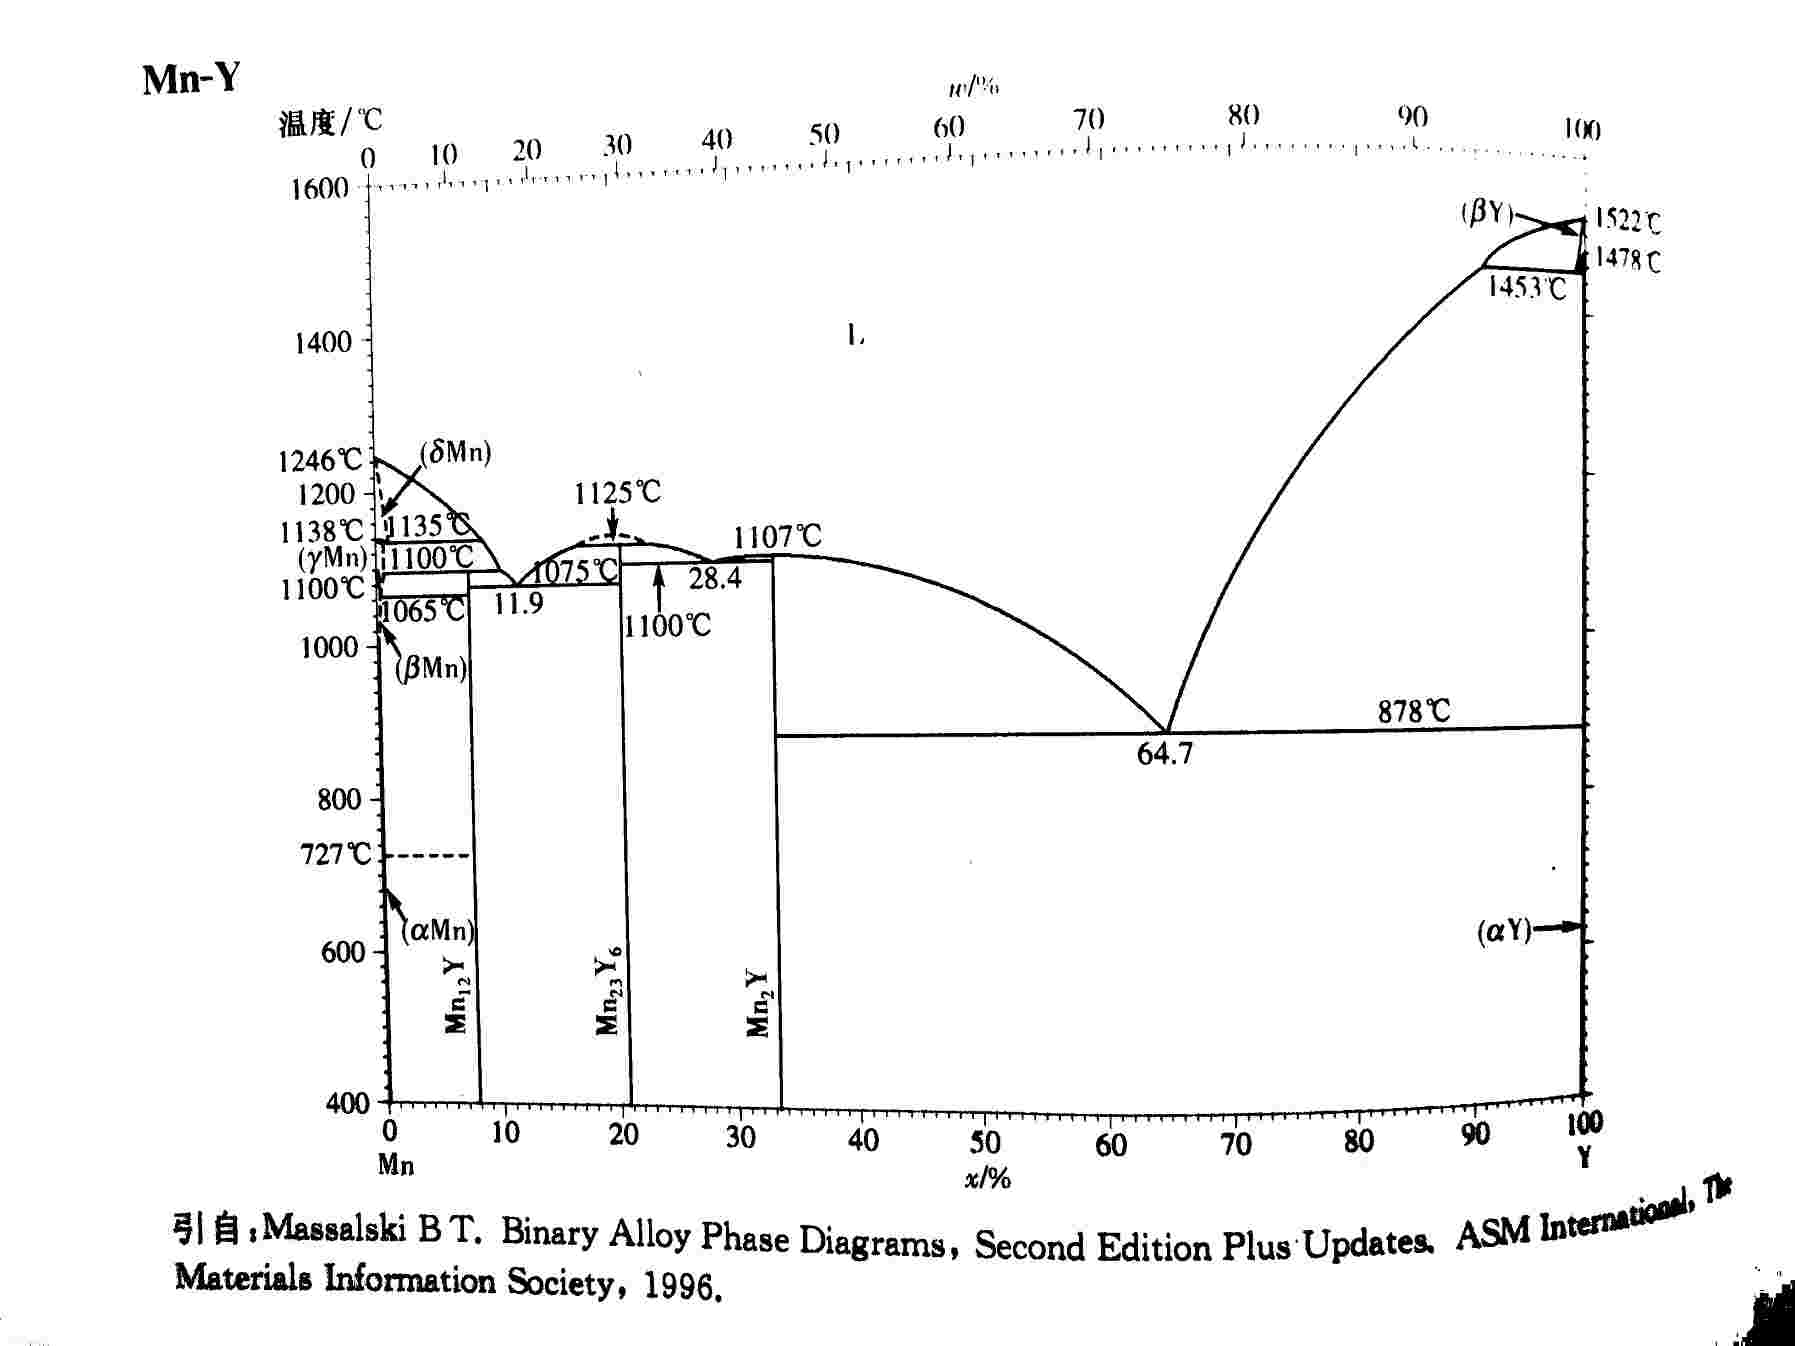 Mn-Y
w/%
温度/℃
0 10 20 30 40 50 60 70 80 90 100
1600
(βY)
1522℃
1478℃
1453℃
L
1400
1246℃
(δMn)
1200
1125℃
1138℃
1135℃
1107℃
(γMn)
1100℃
1075℃
28.4
1100℃
1065℃
11.9
1100℃
1000
(βMn)
878℃
64.7
800
727℃
(αMn)
(αY)
600
Mn12Y
Mn23Y6
Mn2Y
400
0 10 20 30 40 50 60 70 80 90 100
Mn
x/%
Y
引自:Massalski B T. Binary Alloy Phase Diagrams, Second Edition Plus Updates. ASM International, The
Materials Information Society, 1996.